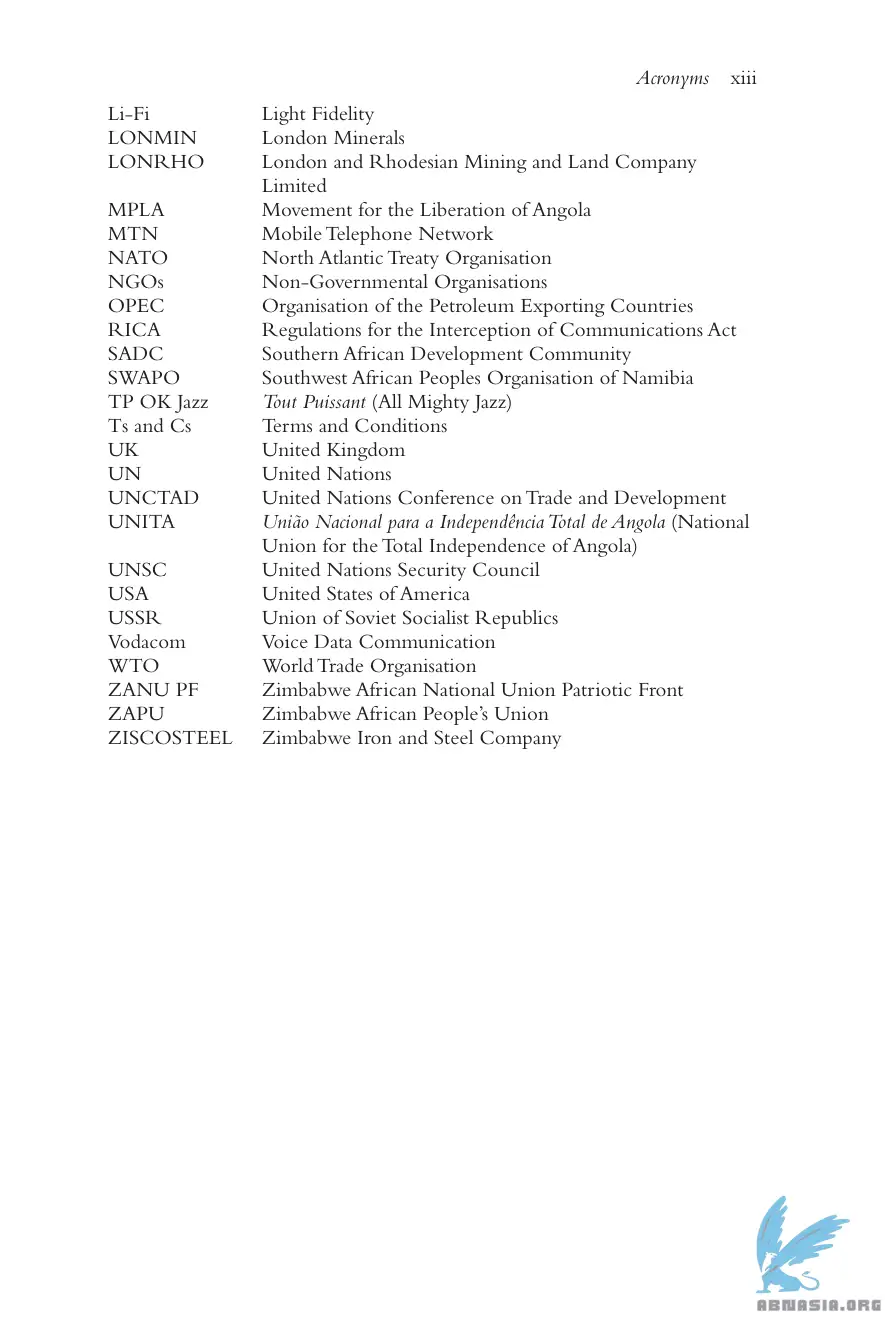 Acronyms xiii
Li-Fi Light Fidelity
LONMIN London Minerals
LONRHO London and Rhodesian Mining and Land Company
Limited
MPLA Movement for the Liberation of Angola
MTN Mobile Telephone Network
NATO North Atlantic Treaty Organisation
NGOs Non-Governmental Organisations
OPEC Organisation of the Petroleum Exporting Countries
RICA Regulations for the Interception of Communications Act
SADC Southern African Development Community
SWAPO Southwest African Peoples Organisation of Namibia
TP OK Jazz Tout Puissant (All Mighty Jazz)
Ts and Cs Terms and Conditions
UK United Kingdom
UN United Nations
UNCTAD United Nations Conference on Trade and Development
UNITA União Nacional para a Independência Total de Angola (National
Union for the Total Independence of Angola)
UNSC United Nations Security Council
USA United States of America
USSR Union of Soviet Socialist Republics
Vodacom Voice Data Communication
WTO World Trade Organisation
ZANU PF Zimbabwe African National Union Patriotic Front
ZAPU Zimbabwe African People's Union
ZISCOSTEEL Zimbabwe Iron and Steel Company
ABNASIA.ORG